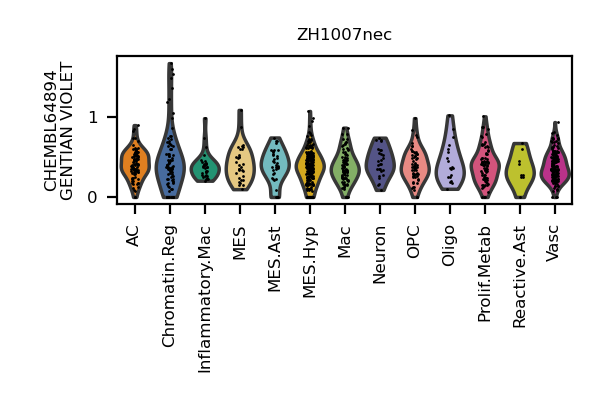 ZH1007nec
CHEMBL64894
GENTIAN VIOLET
1
0
AC
Chromatin.Reg
Inflammatory.Mac
MES
MES.Ast
MES.Hyp
Mac
Neuron
OPC
Oligo
Prolif.Metab
Reactive.Ast
Vasc